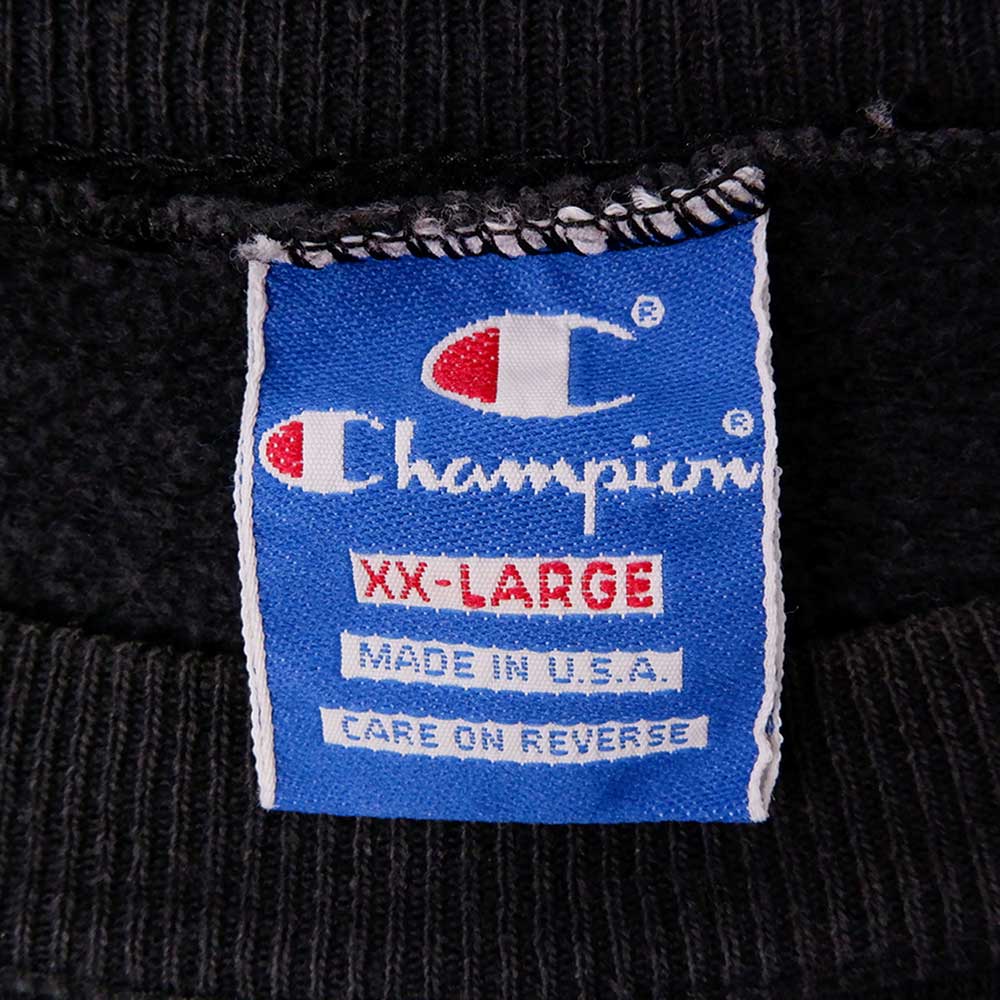 C®
Champion®
XX-LARGE
MADE IN U.S.A.
CARE ON REVERSE